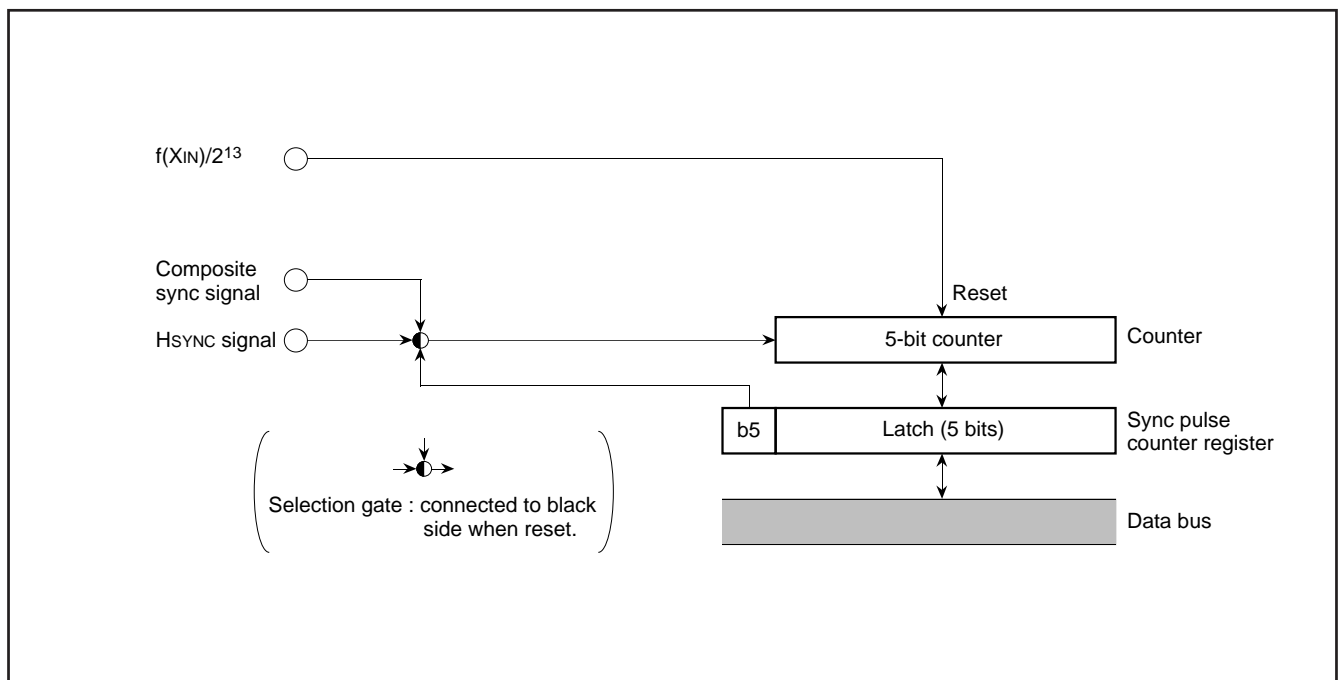 f(XIN)/2¹³
Composite
sync signal
HSYNC signal
Reset
5-bit counter
Counter
b5
Latch (5 bits)
Sync pulse
counter register
Selection gate : connected to black
side when reset.
Data bus